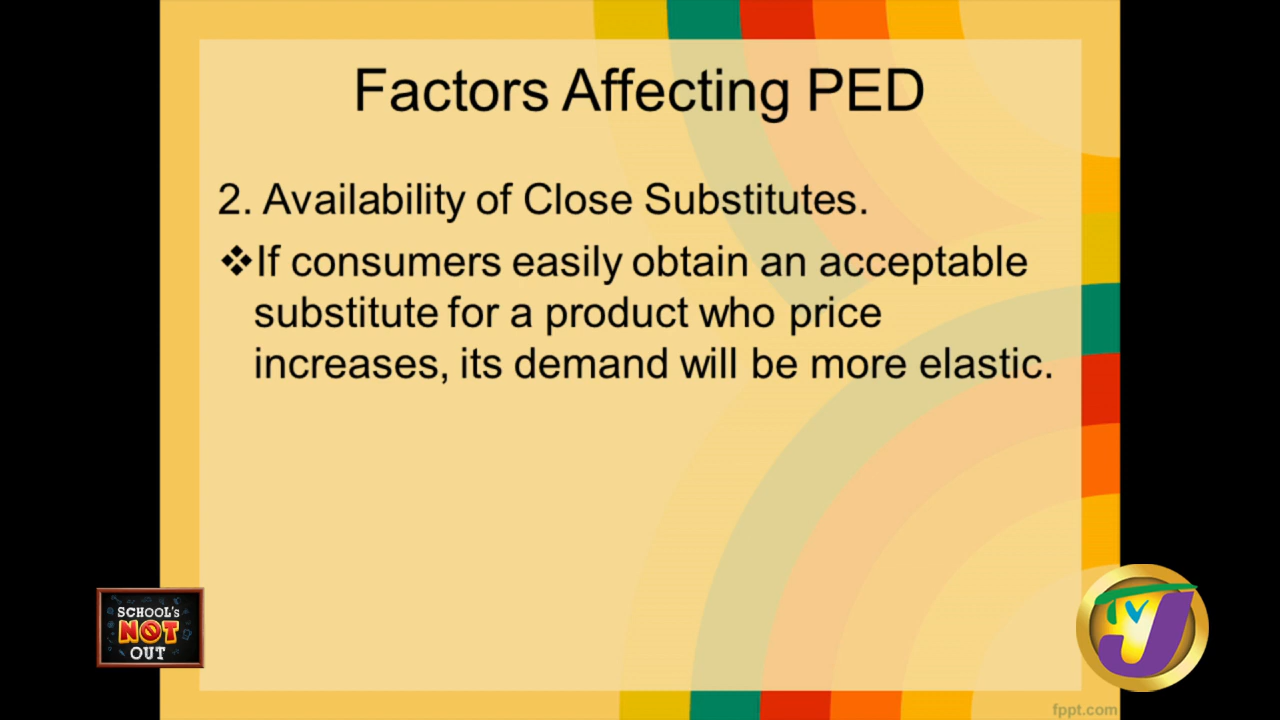 Factors Affecting PED
2. Availability of Close Substitutes.
❖If consumers easily obtain an acceptable
substitute for a product who price
increases, its demand will be more elastic.
SCHOOL's
NOT
OUT
TVJ
fppt.com